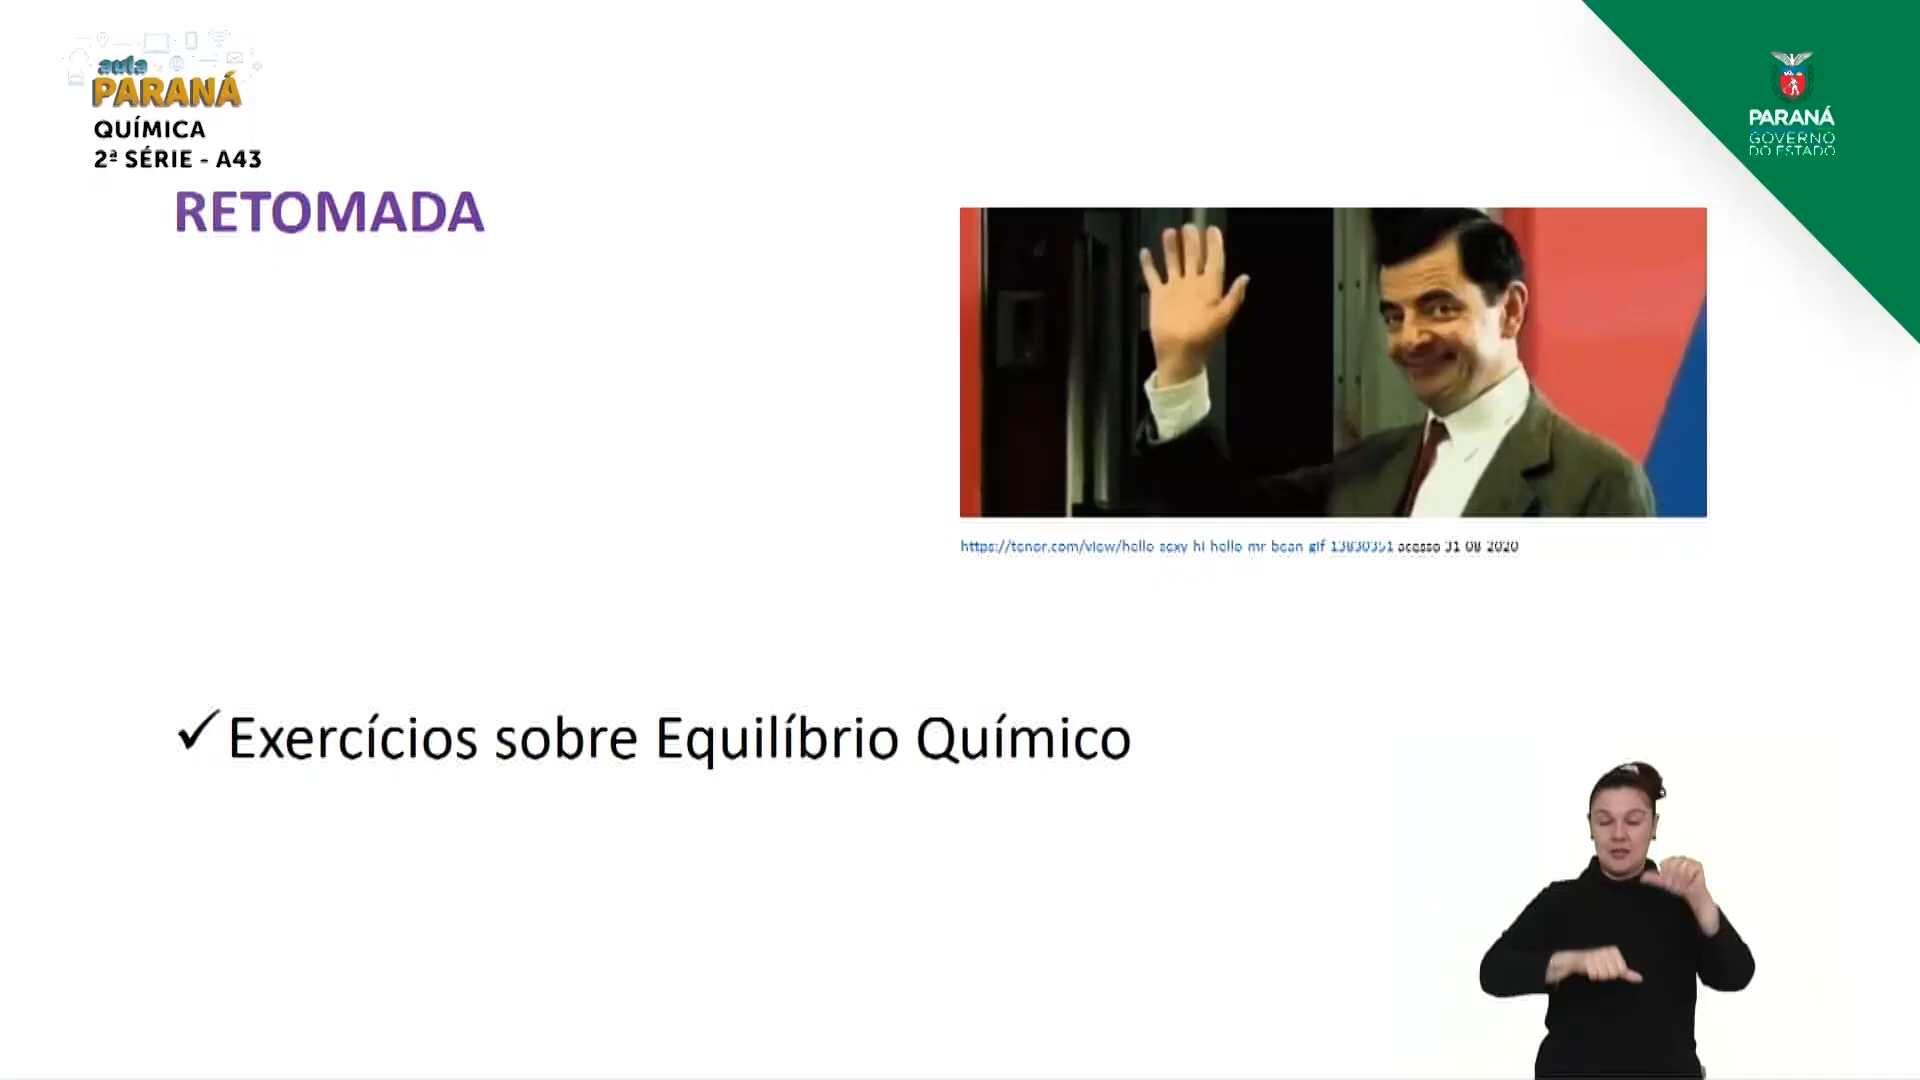 aula
PARANÁ
QUÍMICA
2ª SÉRIE - A43
PARANÁ
GOVERNO
DO ESTADO
RETOMADA
https://tenor.com/view/hello-sexy-hi-hello-mr-bean-gif-13830351 acesso 31-08-2020
✓Exercícios sobre Equilíbrio Químico